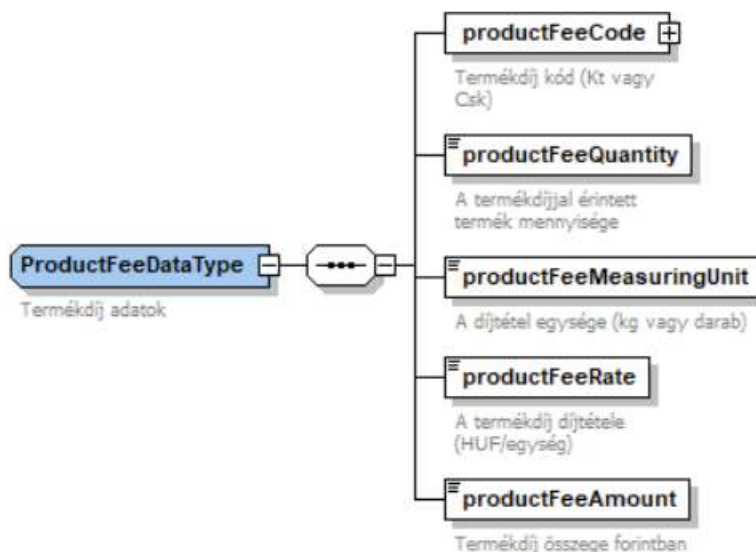 productFeeCode
Termékdíj kód (Kt vagy
Csk)
productFeeQuantity
A termékdíjjal érintett
termék mennyisége
ProductFeeDataType
Termékdíj adatok
productFeeMeasuringUnit
A díjtétel egysége (kg vagy darab)
productFeeRate
A termékdíj díjtétele
(HUF/egység)
productFeeAmount
Termékdíj összege forintban